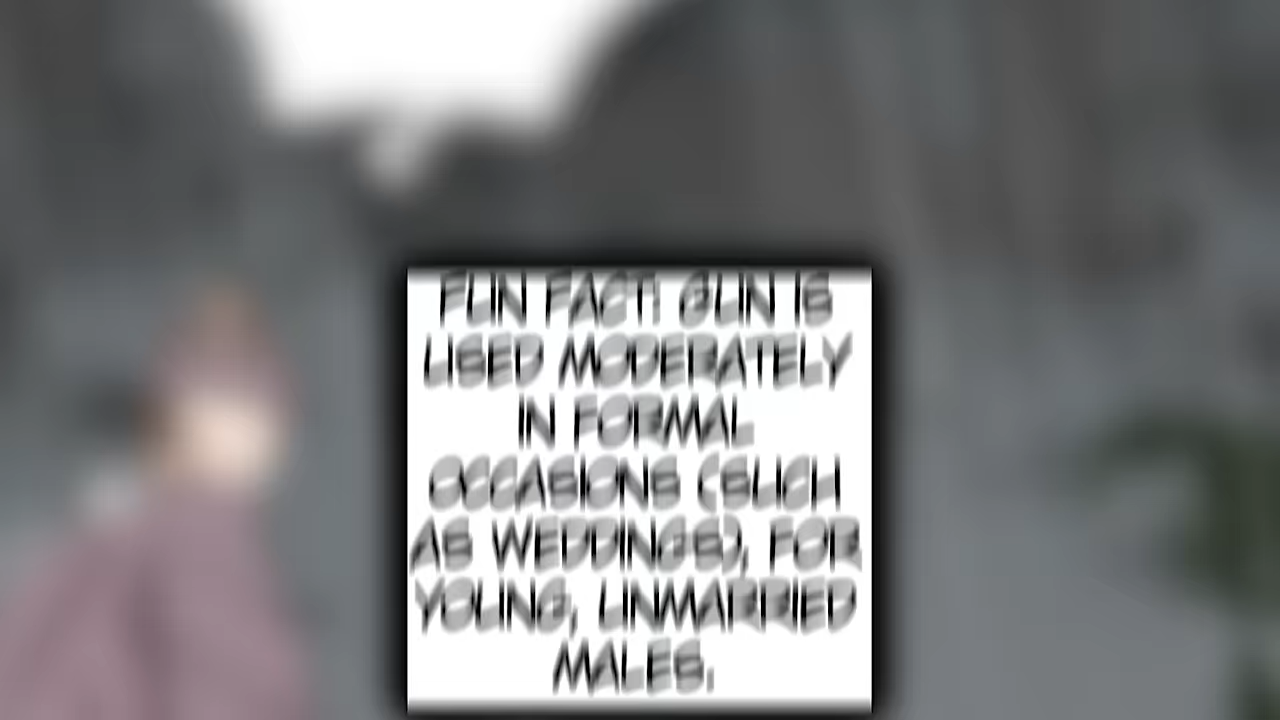 FUN FACT! GUN IS
USED MODERATELY
IN FORMAL
OCCASIONS (SUCH
AS WEDDINGS), FOR
YOUNG, UNMARRIED
MALES.